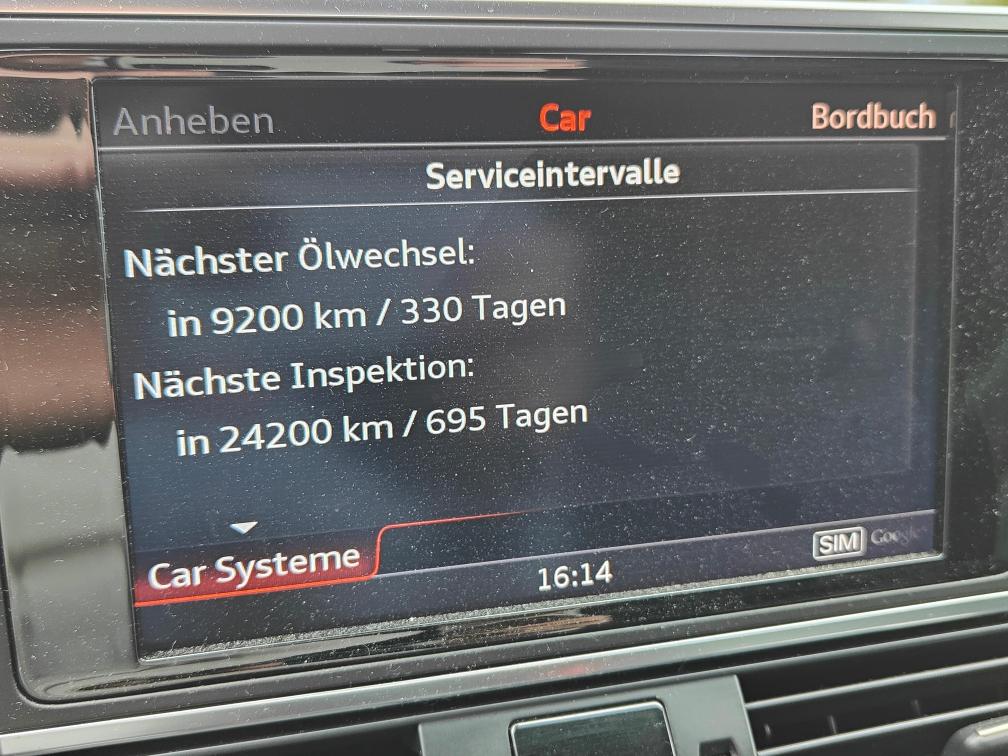 Anheben Car Bordbuch
Serviceintervalle
Nächster Ölwechsel:
in 9200 km / 330 Tagen
Nächste Inspektion:
in 24200 km / 695 Tagen
Car Systeme
16:14
SIM Google